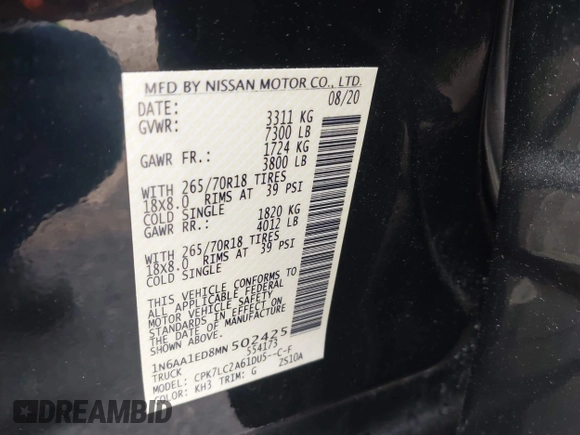 MFD BY NISSAN MOTOR CO., LTD.
DATE: 08/20
GVWR: 3311 KG
7300 LB
GAWR FR.: 1724 KG
3800 LB
WITH 265/70R18 TIRES
18X8.0 RIMS AT 39 PSI
COLD SINGLE
GAWR RR.: 1820 KG
4012 LB
WITH 265/70R18 TIRES
18X8.0 RIMS AT 39 PSI
COLD SINGLE
THIS VEHICLE CONFORMS TO
ALL APPLICABLE FEDERAL
MOTOR VEHICLE SAFETY
STANDARDS IN EFFECT ON
THE DATE OF MANUFACTURE
SHOWN ABOVE.
1N6AA1ED8MN502425
TRUCK 554173
MODEL: CPK7LC2A61DUS--C-F
COLOR: KH3 TRIM: G ZS10A
DREAMBID